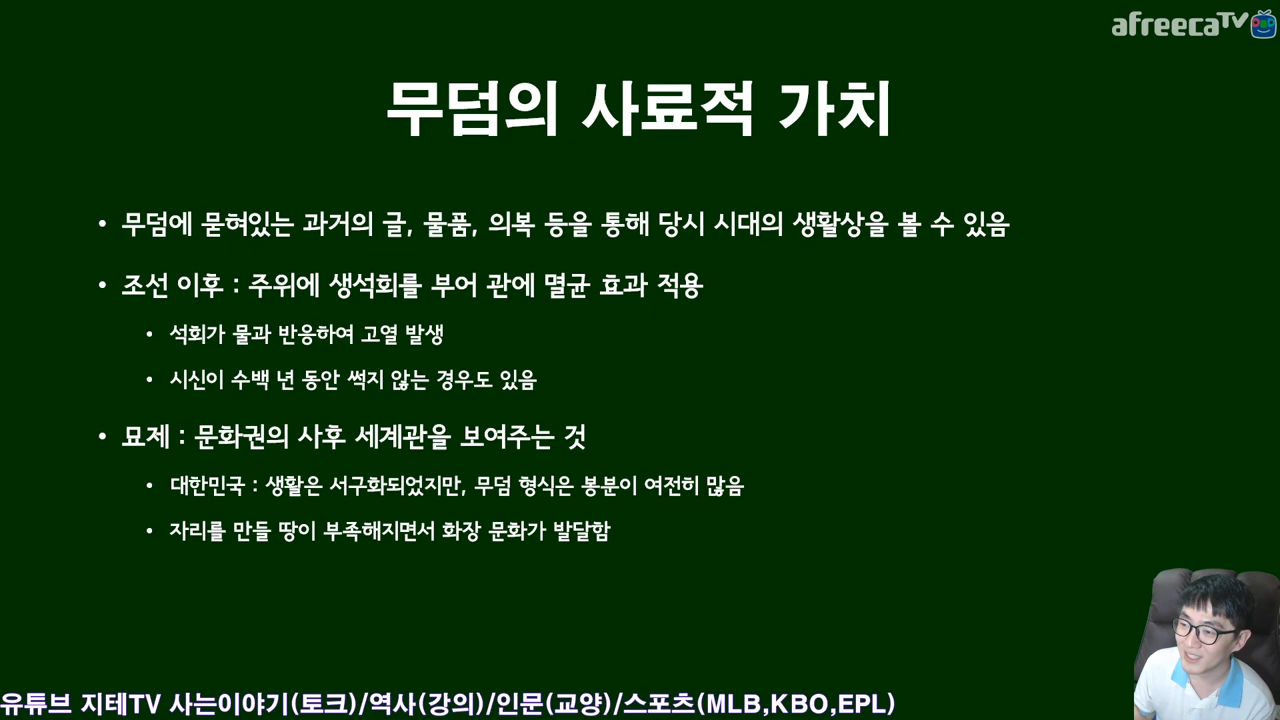 afreecaTV
무덤의 사료적 가치
• 무덤에 묻혀있는 과거의 글, 물품, 의복 등을 통해 당시 시대의 생활상을 볼 수 있음
• 조선 이후 : 주위에 생석회를 부어 관에 멸균 효과 적용
• 석회가 물과 반응하여 고열 발생
• 시신이 수백 년 동안 썩지 않는 경우도 있음
• 묘제 : 문화권의 사후 세계관을 보여주는 것
• 대한민국 : 생활은 서구화되었지만, 무덤 형식은 봉분이 여전히 많음
• 자리를 만들 땅이 부족해지면서 화장 문화가 발달함
유튜브 지테TV 사는이야기(토크)/역사(강의)/인문(교양)/스포츠(MLB,KBO,EPL)